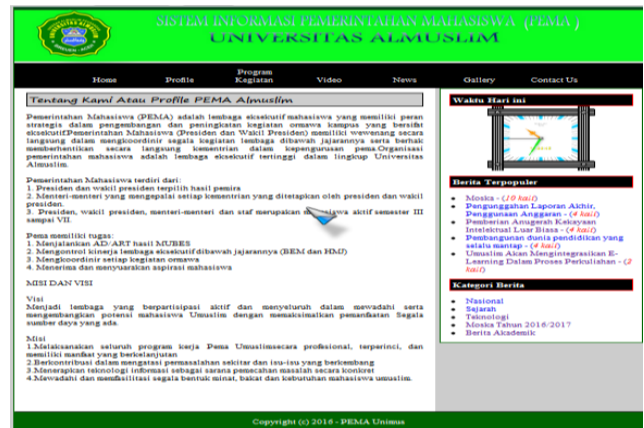 SISTEM INFORMASI PEMERINTAHAN MAHASISWA (PEMA)
UNIVERSITAS ALMUSLIM
Home Profile Program Kegiatan Video News Gallery Contact Us
Tentang Kami Atau Profile PEMA Almuslim
Pemerintahan Mahasiswa (PEMA) adalah lembaga eksekutif mahasiswa yang memiliki peran
strategis dalam pengembangan dan peningkatan kegiatan ormawa kampus yang bersifat
eksekutif.Pemerintahan Mahasiswa (Presiden dan Wakil Presiden) memiliki wewenang secara
langsung dalam mengkoordinir segala kegiatan lembaga dibawah jajarannya serta berhak
memberhentikan secara langsung kementrian dalam kepengurusan pema.Organisasi
pemerintahan mahasiswa adalah lembaga eksekutif tertinggi dalam lingkup Universitas
Almuslim.
Pemerintahan Mahasiswa terdiri dari:
1. Presiden dan wakil presiden terpilih hasil pemira
2. Menteri-menteri yang mengepalai setiap kementrian yang ditetapkan oleh presiden dan wakil
presiden.
3. Presiden, wakil presiden, menteri-menteri dan staf merupakan mahasiswa aktif semester III
sampai VII.
Pema memiliki tugas:
1. Menjalankan AD/ART hasil MUBES
2. Mengontrol kinerja lembaga eksekutif dibawah jajarannya (BEM dan HMJ)
3. Mengkoordinir setiap kegiatan ormawa
4. Menerima dan menyuarakan aspirasi mahasiswa
MISI DAN VISI
Visi
Menjadi lembaga yang berpartisipasi aktif dan menyeluruh dalam mewadahi serta
mengembangkan potensi mahasiswa Umuslim dengan memaksimalkan pemanfaatan Segala
sumber daya yang ada.
Misi
1.Melaksanakan seluruh program kerja Pema Umuslimsecara profesional, terperinci, dan
memiliki manfaat yang berkelanjutan
2.Berkontribusi dalam mengatasi permasalahan sekitar dan isu-isu yang berkembang
3.Menerapkan teknologi informasi sebagai sarana pemecahan masalah secara konkret
4.Mewadahi dan memfasilitasi segala bentuk minat, bakat dan kebutuhan mahasiswa umuslim.
Waktu Hari ini
Berita Terpopuler
Moska - (10 kali)
Pengunggahan Laporan Akhir,
Penggunaan Anggaran - (4 kali)
Pemberian Anugerah Kekayaan
Intelektual Luar Biasa - (4 kali)
Pembangunan dunia pendidikan yang
selalu mantap - (4 kali)
Umuslim Akan Mengintegrasikan E-
Learning Dalam Proses Perkuliahan - (2
kali)
Kategori Berita
Nasional
Sejarah
Teknologi
Moska Tahun 2016/2017
Berita Akademik
Copyright (c) 2016 - PEMA Unimus